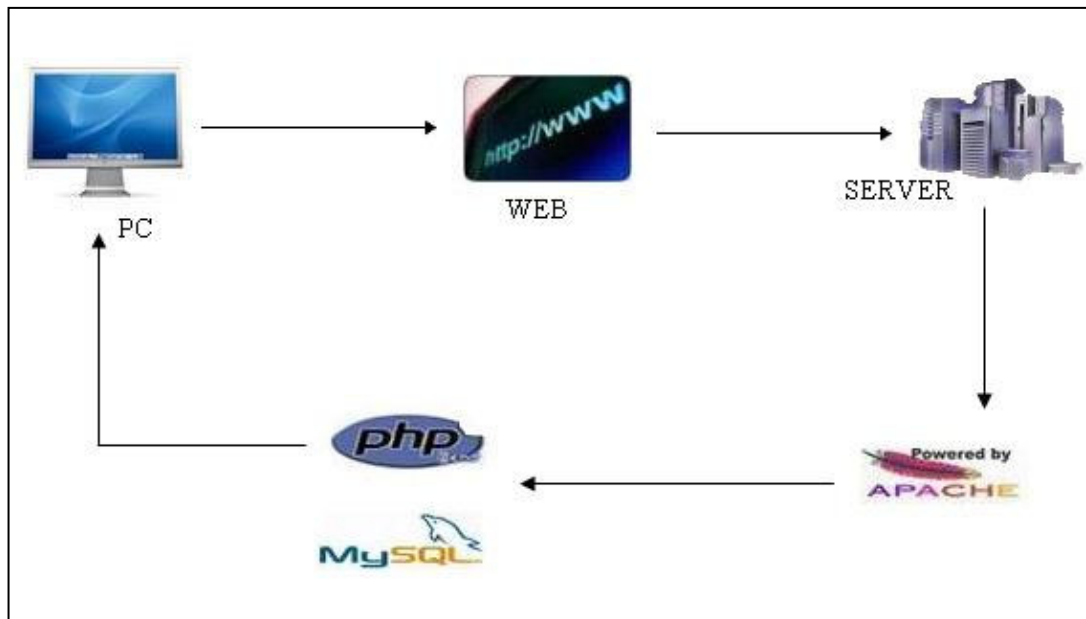 http://www
PC
WEB
SERVER
php
Powered by
APACHE
MySQL